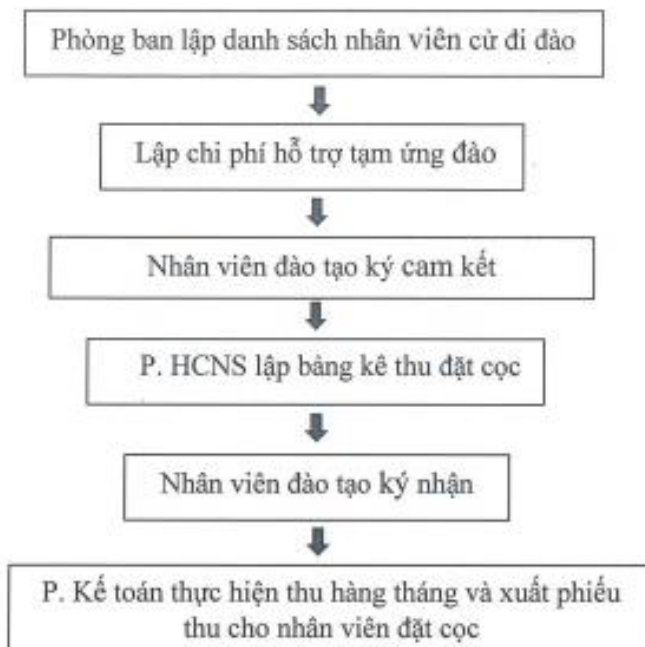 Phòng ban lập danh sách nhân viên cử đi đào
Lập chi phí hỗ trợ tạm ứng đào
Nhân viên đào tạo ký cam kết
P. HCNS lập bảng kê thu đặt cọc
Nhân viên đào tạo ký nhận
P. Kế toán thực hiện thu hàng tháng và xuất phiếu
thu cho nhân viên đặt cọc